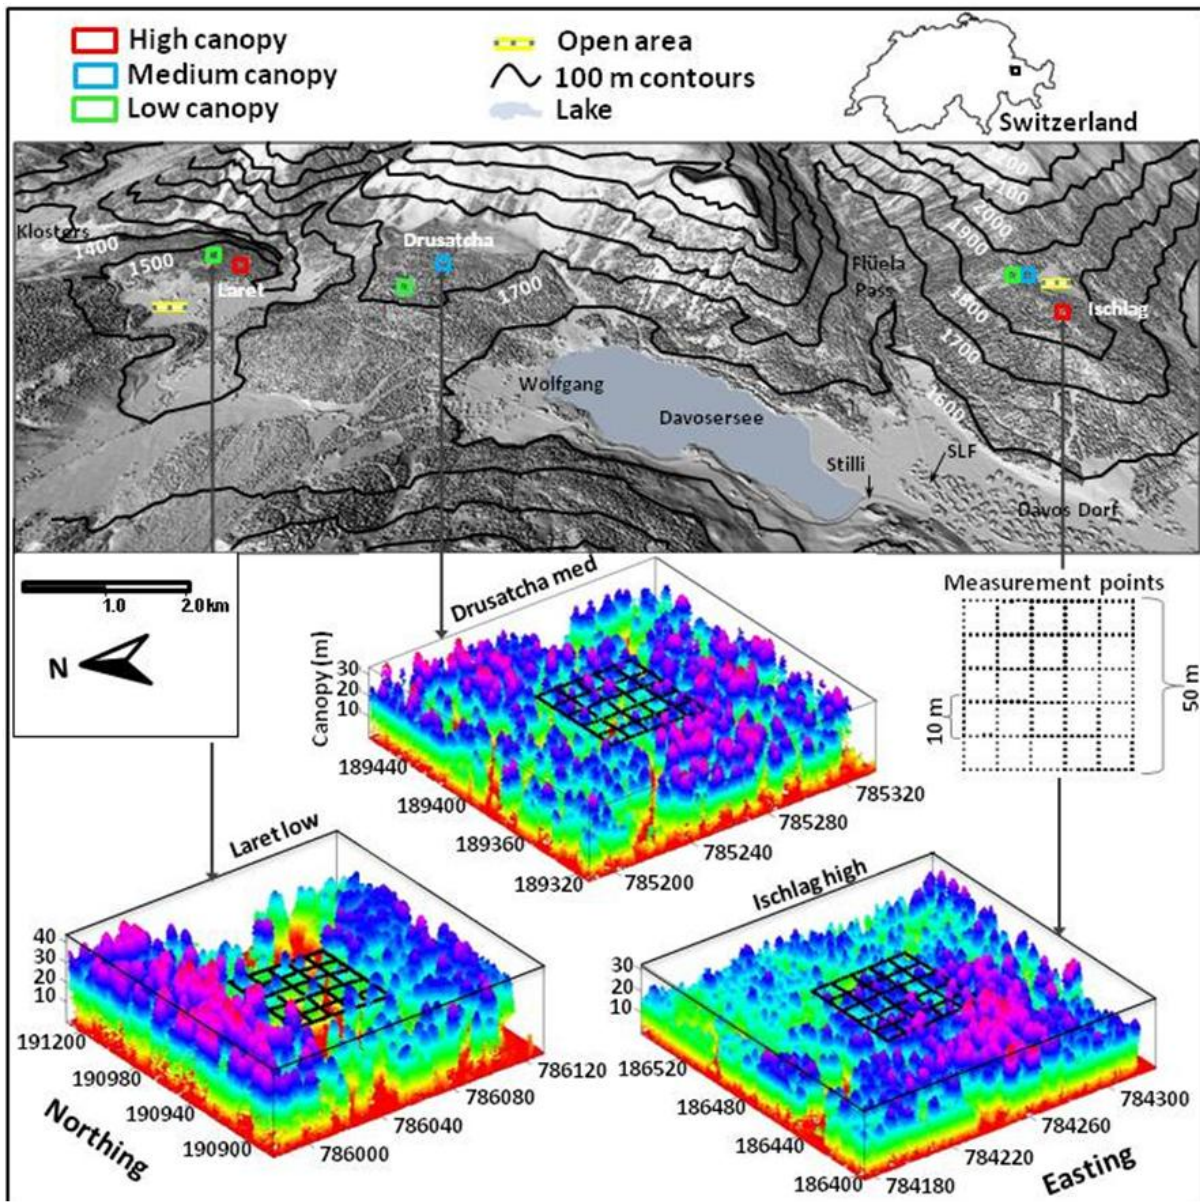 High canopy
Medium canopy
Low canopy
Open area
100 m contours
Lake
Switzerland
Klosters
1400
1500
Laret
Drusatcha
1700
Flüela
Pass
2000
1900
1800
1700
1600
Ischlag
Wolfgang
Davosersee
Stilli
SLF
Davos Dorf
1.0 2.0 km
N
Drusatcha med
Canopy (m)
30
20
10
189440
189400
189360
189320
785200
785240
785280
785320
Measurement points
10 m
50 m
Laret low
40
30
20
10
191200
190980
190940
190900
786000
786040
786080
786120
Northing
Ischlag high
30
20
10
186520
186480
186440
186400
784180
784220
784260
784300
Easting